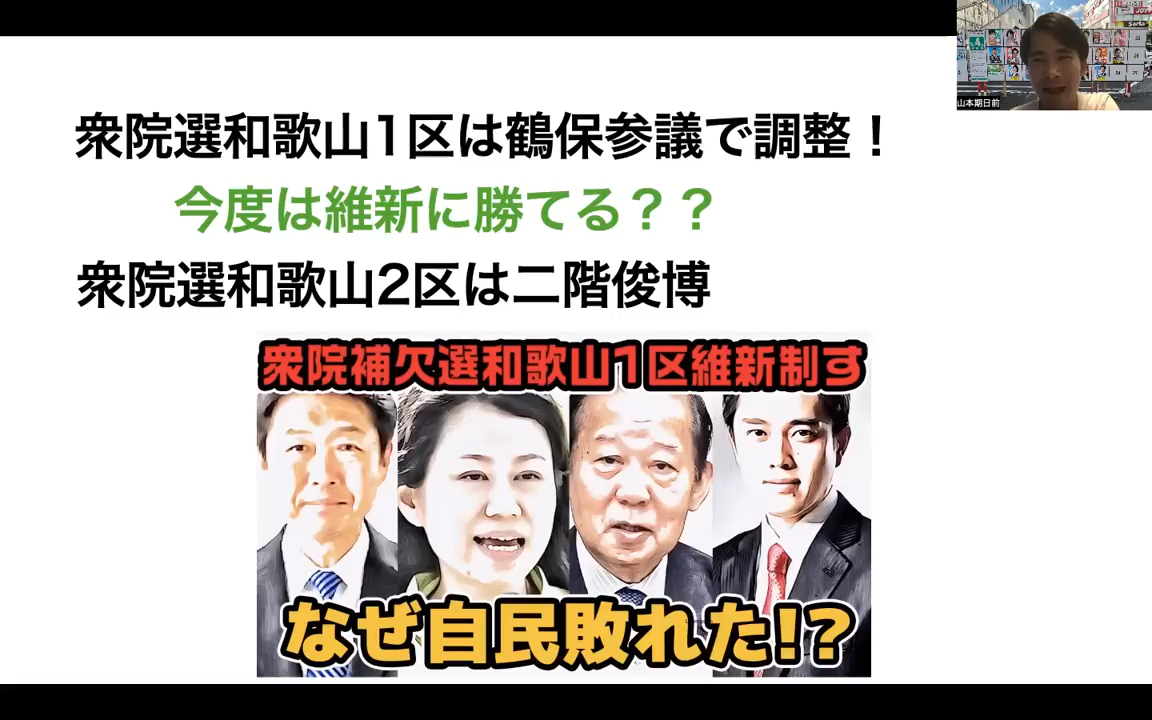 衆院選和歌山1区は鶴保参議で調整！
今度は維新に勝てる？？
衆院選和歌山2区は二階俊博
衆院補欠選和歌山1区維新制す
なぜ自民敗れた!?
山本期日前